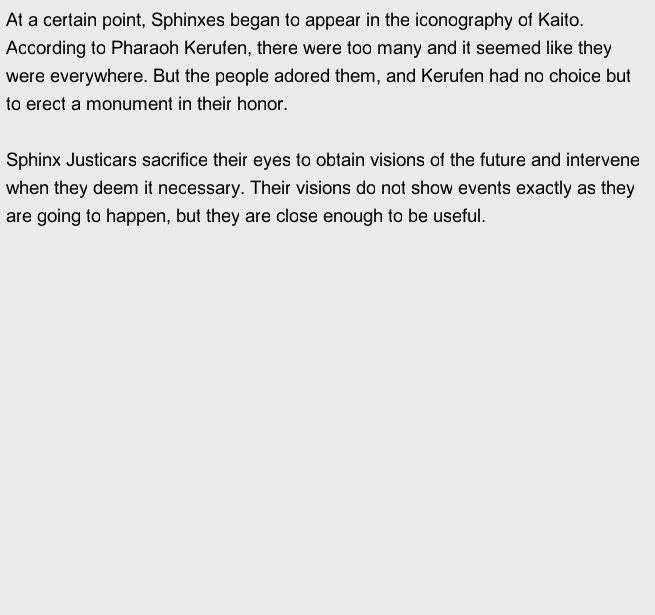 At a certain point, Sphinxes began to appear in the iconography of Kaito.
According to Pharaoh Kerufen, there were too many and it seemed like they
were everywhere. But the people adored them, and Kerufen had no choice but
to erect a monument in their honor.

Sphinx Justicars sacrifice their eyes to obtain visions of the future and intervene
when they deem it necessary. Their visions do not show events exactly as they
are going to happen, but they are close enough to be useful.